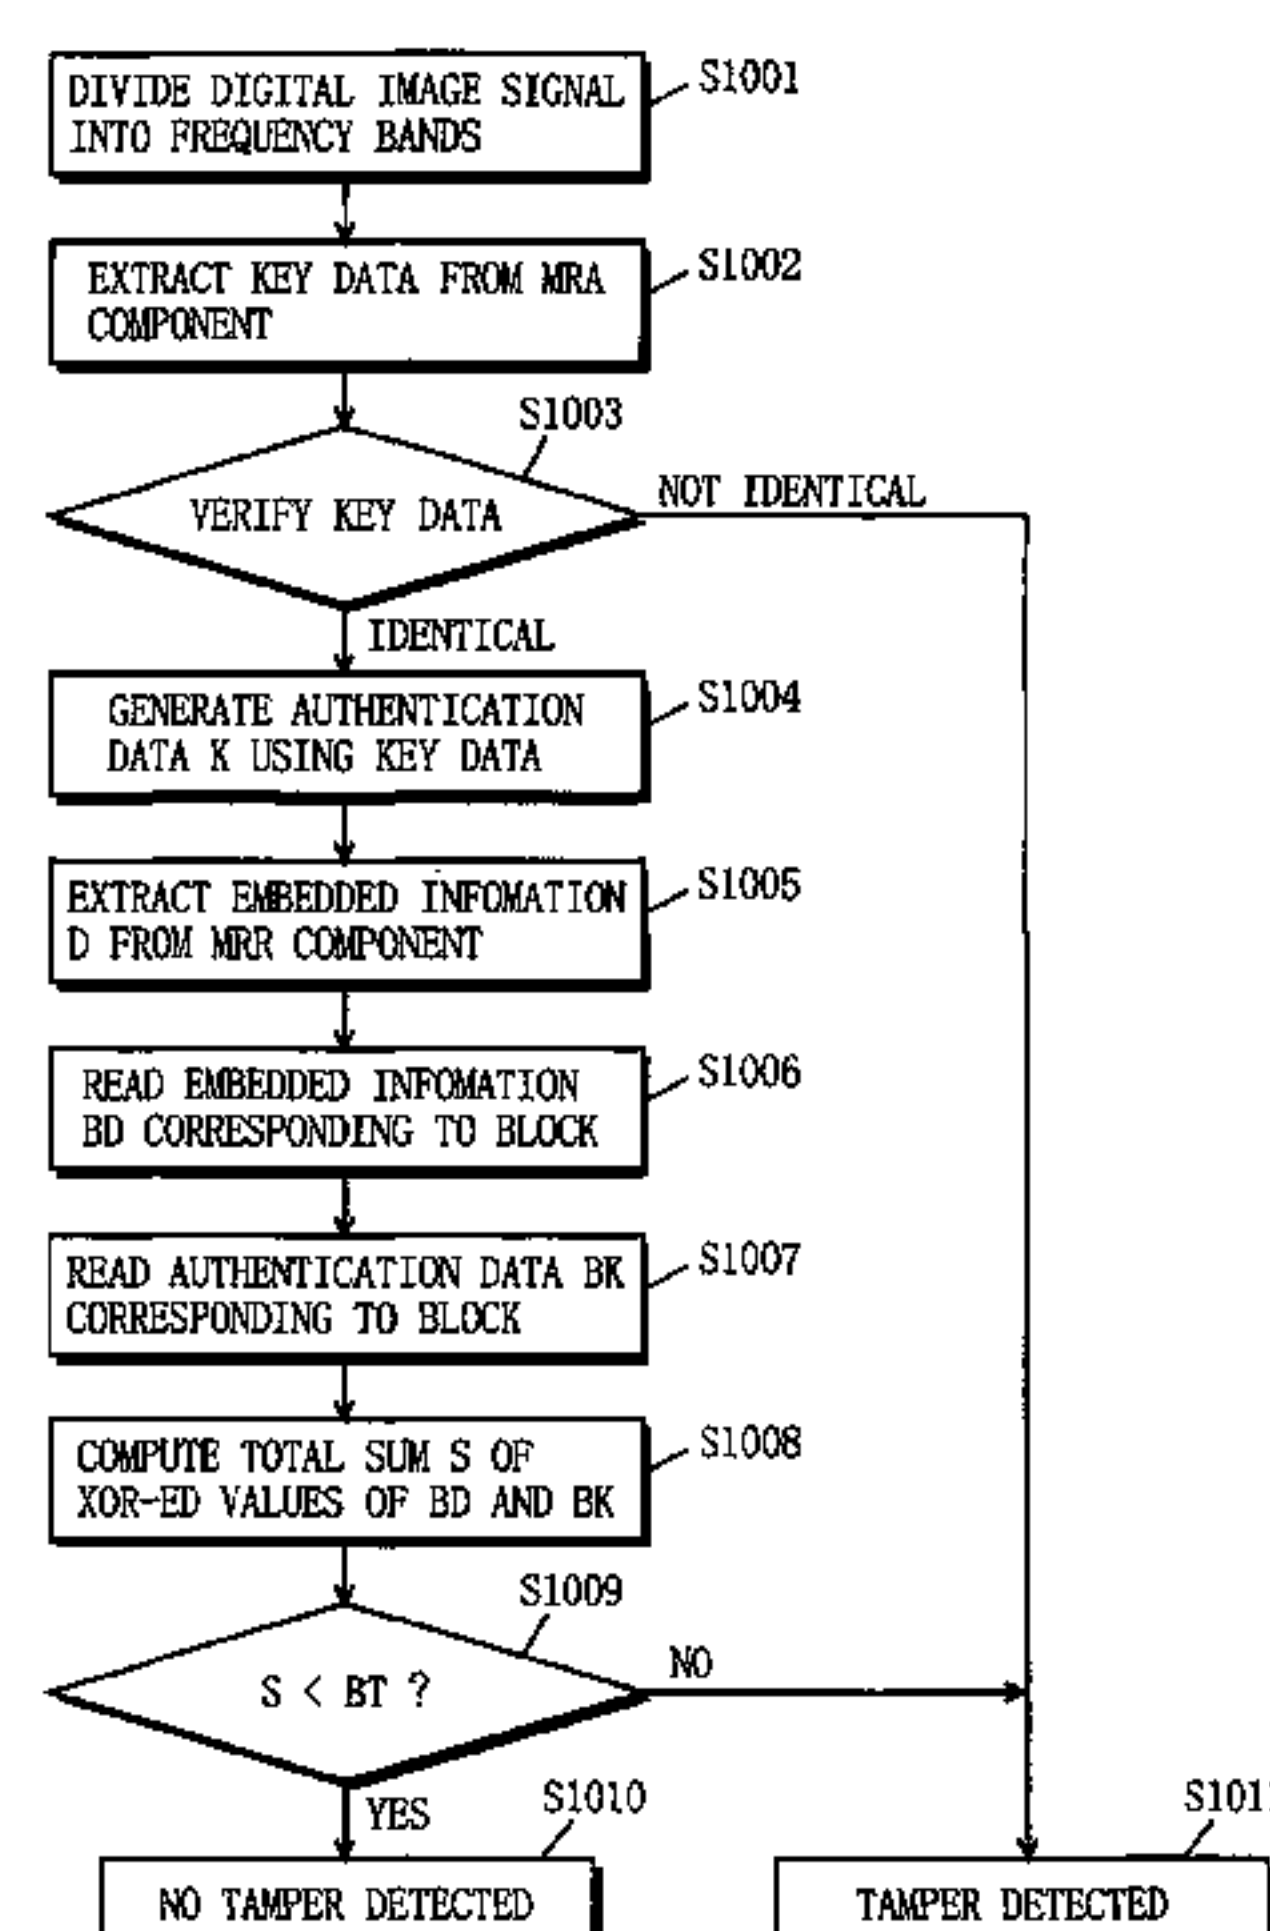 DIVIDE DIGITAL IMAGE SIGNAL
INTO FREQUENCY BANDS
S1001
EXTRACT KEY DATA FROM MRA
COMPONENT
S1002
S1003
VERIFY KEY DATA
NOT IDENTICAL
IDENTICAL
GENERATE AUTHENTICATION
DATA K USING KEY DATA
S1004
EXTRACT EMBEDDED INFOMATION
D FROM MRR COMPONENT
S1005
READ EMBEDDED INFOMATION
BD CORRESPONDING TO BLOCK
S1006
READ AUTHENTICATION DATA BK
CORRESPONDING TO BLOCK
S1007
COMPUTE TOTAL SUM S OF
XOR-ED VALUES OF BD AND BK
S1008
S1009
S < BT ?
NO
YES
S1010
NO TAMPER DETECTED
S1011
TAMPER DETECTED